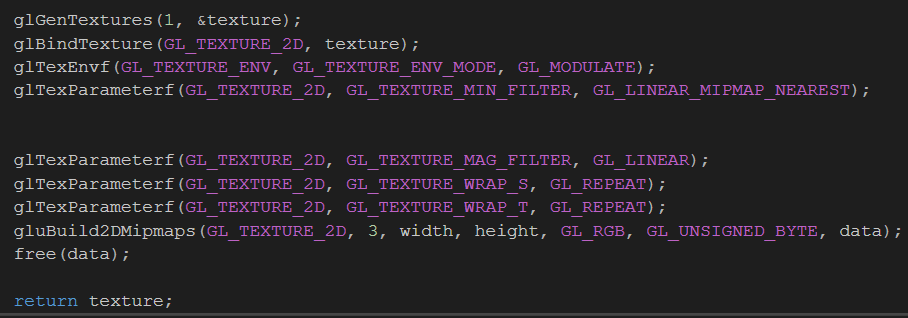 glGenTextures(1, &texture);
glBindTexture(GL_TEXTURE_2D, texture);
glTexEnvf(GL_TEXTURE_ENV, GL_TEXTURE_ENV_MODE, GL_MODULATE);
glTexParameterf(GL_TEXTURE_2D, GL_TEXTURE_MIN_FILTER, GL_LINEAR_MIPMAP_NEAREST);
glTexParameterf(GL_TEXTURE_2D, GL_TEXTURE_MAG_FILTER, GL_LINEAR);
glTexParameterf(GL_TEXTURE_2D, GL_TEXTURE_WRAP_S, GL_REPEAT);
glTexParameterf(GL_TEXTURE_2D, GL_TEXTURE_WRAP_T, GL_REPEAT);
gluBuild2DMipmaps(GL_TEXTURE_2D, 3, width, height, GL_RGB, GL_UNSIGNED_BYTE, data);
free(data);
return texture;